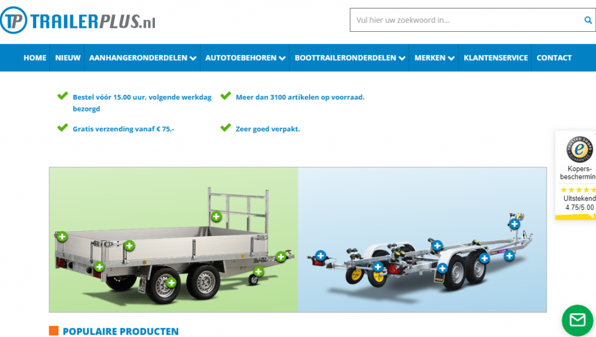 TP TRAILERPLUS.nl
Vul hier uw zoekwoord in...
HOME NIEUW AANHANGERONDERDELEN AUTOTOEBEHOREN BOOTTRAILERONDERDELEN MERKEN KLANTENSERVICE CONTACT
Bestel vóór 15.00 uur, volgende werkdag
bezorgd
Meer dan 3100 artikelen op voorraad.
Gratis verzending vanaf € 75,-
Zeer goed verpakt.
Kopers-
beschermin
Uitstekend
4.75/5.00
POPULAIRE PRODUCTEN